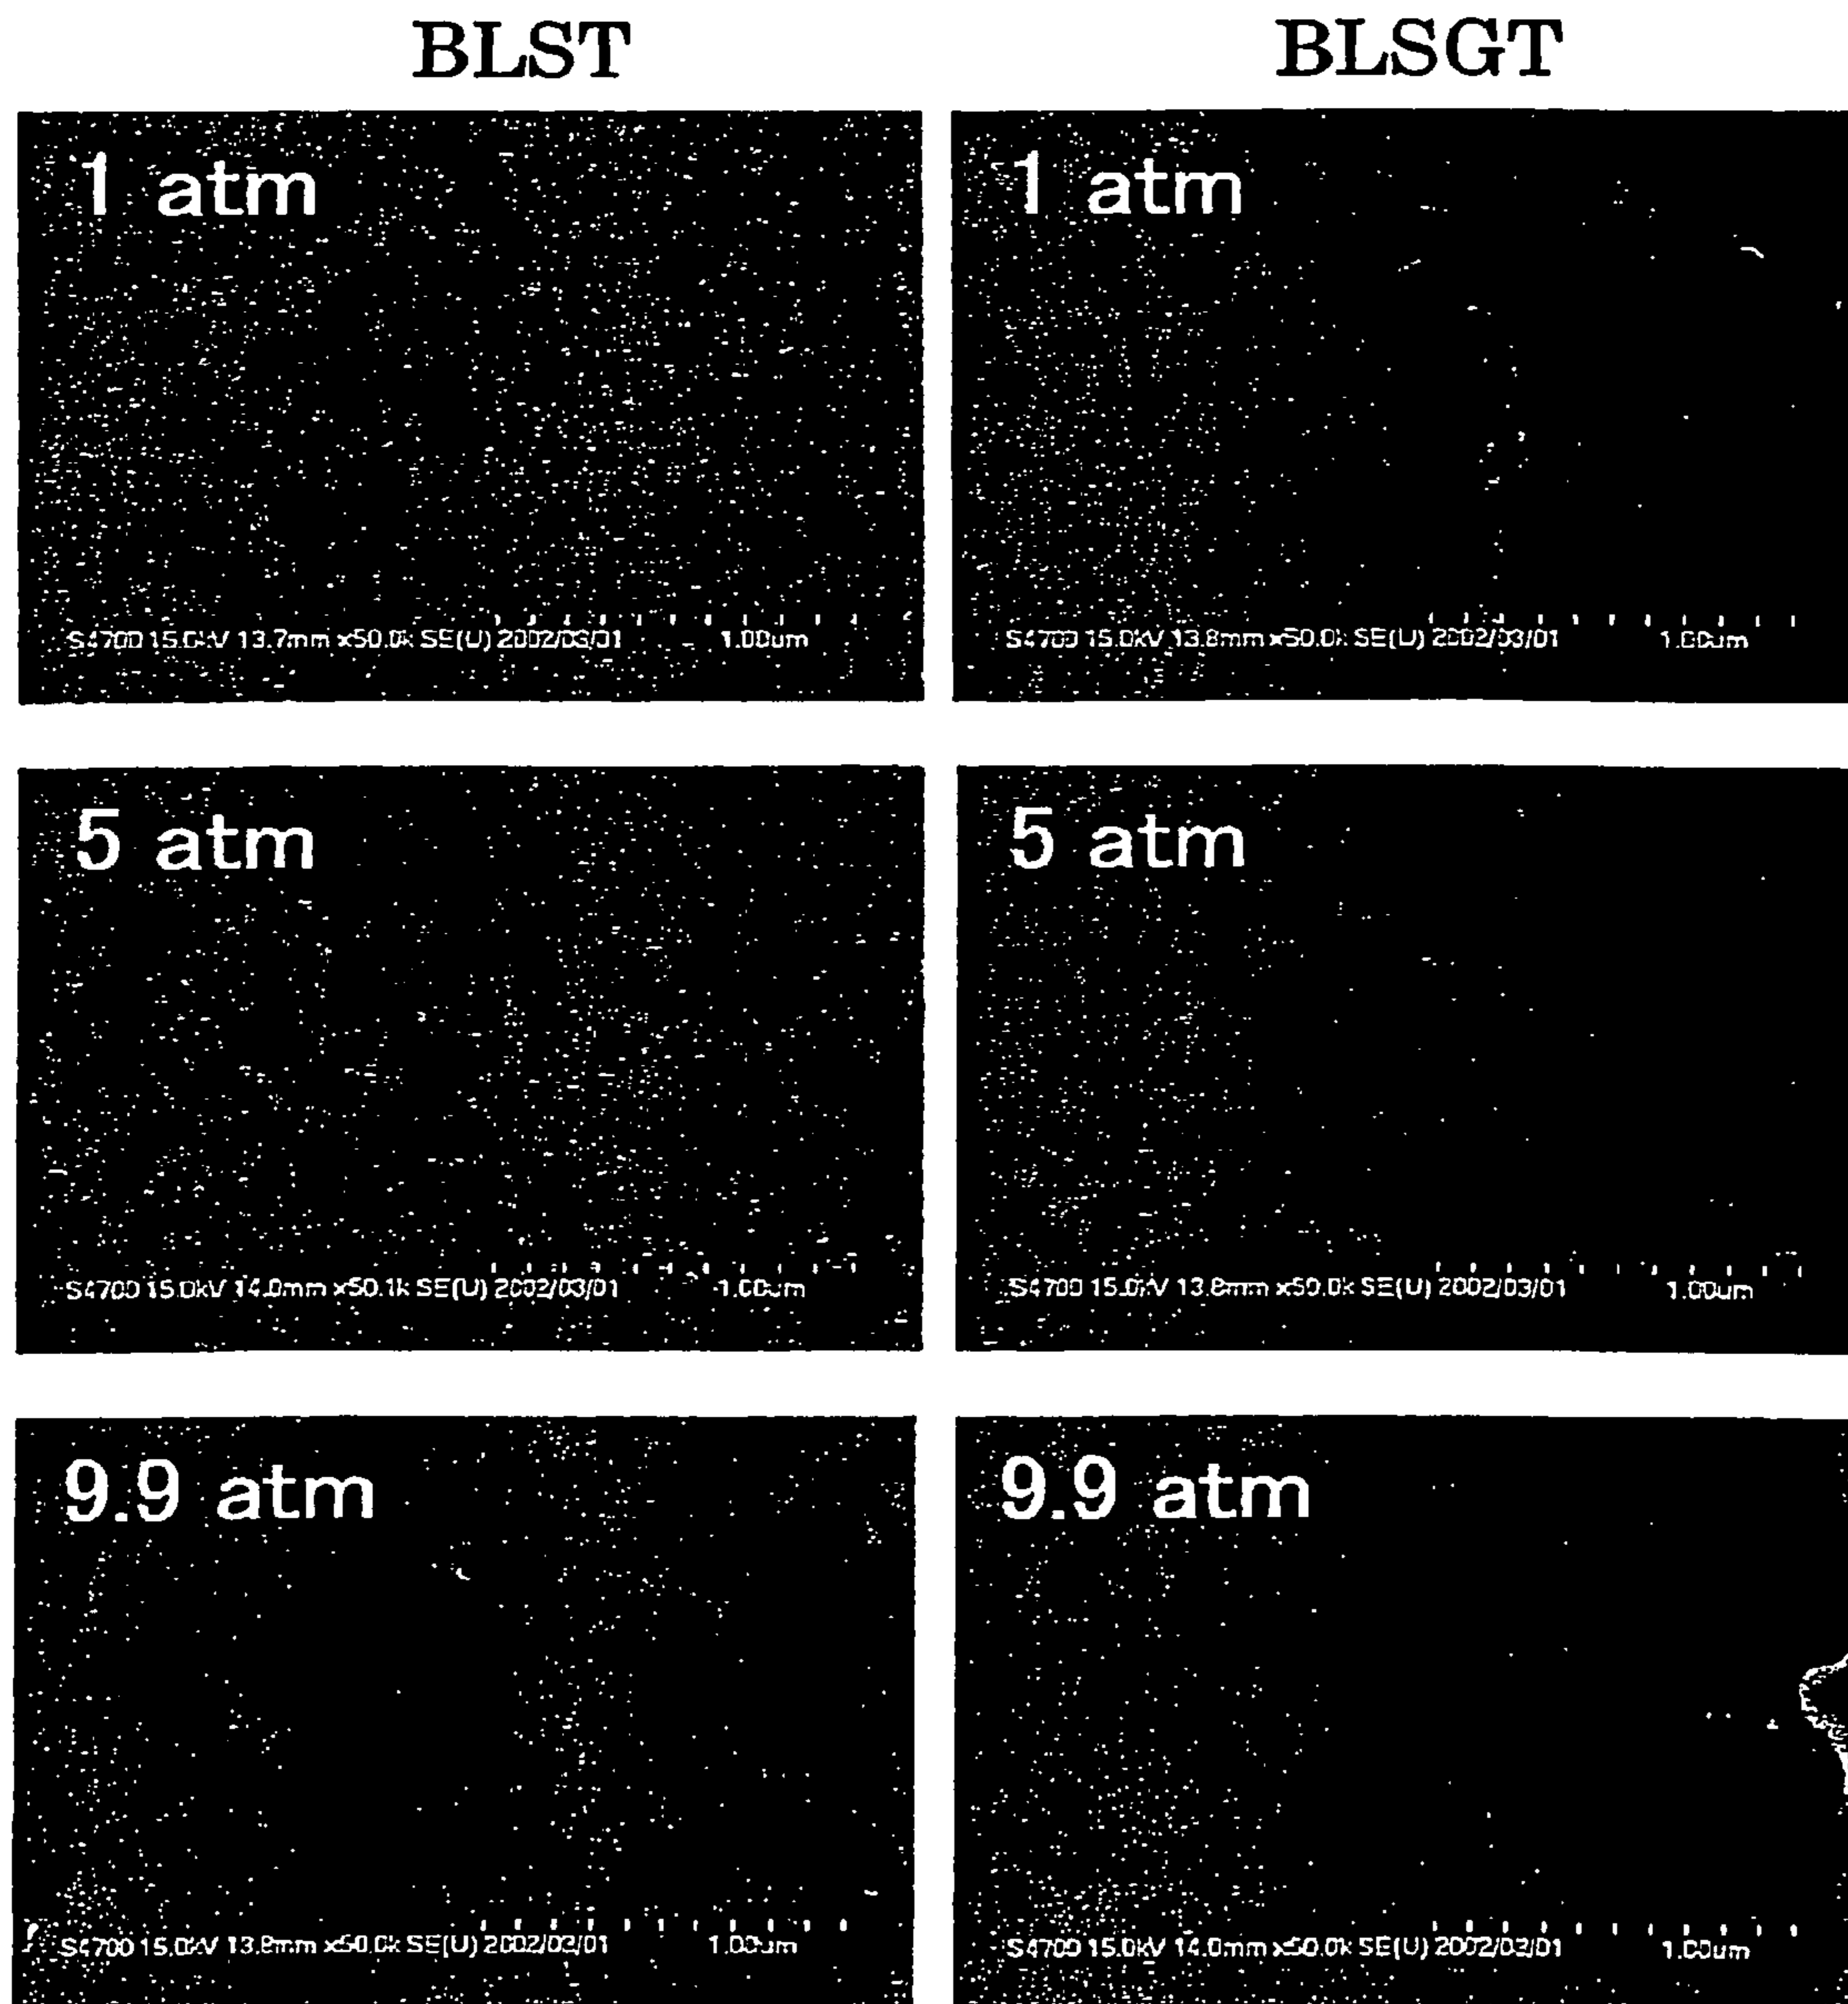 BLST
BLSGT
1 atm
1 atm
S4700 15.0kV 13.7mm x50.0k SE(U) 2002/03/01 1.00um
S4700 15.0kV 13.8mm x50.0k SE(U) 2002/03/01 1.00um
5 atm
5 atm
S4700 15.0kV 14.0mm x50.1k SE(U) 2002/03/01 1.00um
S4700 15.0kV 13.8mm x50.0k SE(U) 2002/03/01 1.00um
9.9 atm
9.9 atm
S4700 15.0kV 13.8mm x50.0k SE(U) 2002/03/01 1.00um
S4700 15.0kV 14.0mm x50.0k SE(U) 2002/03/01 1.00um